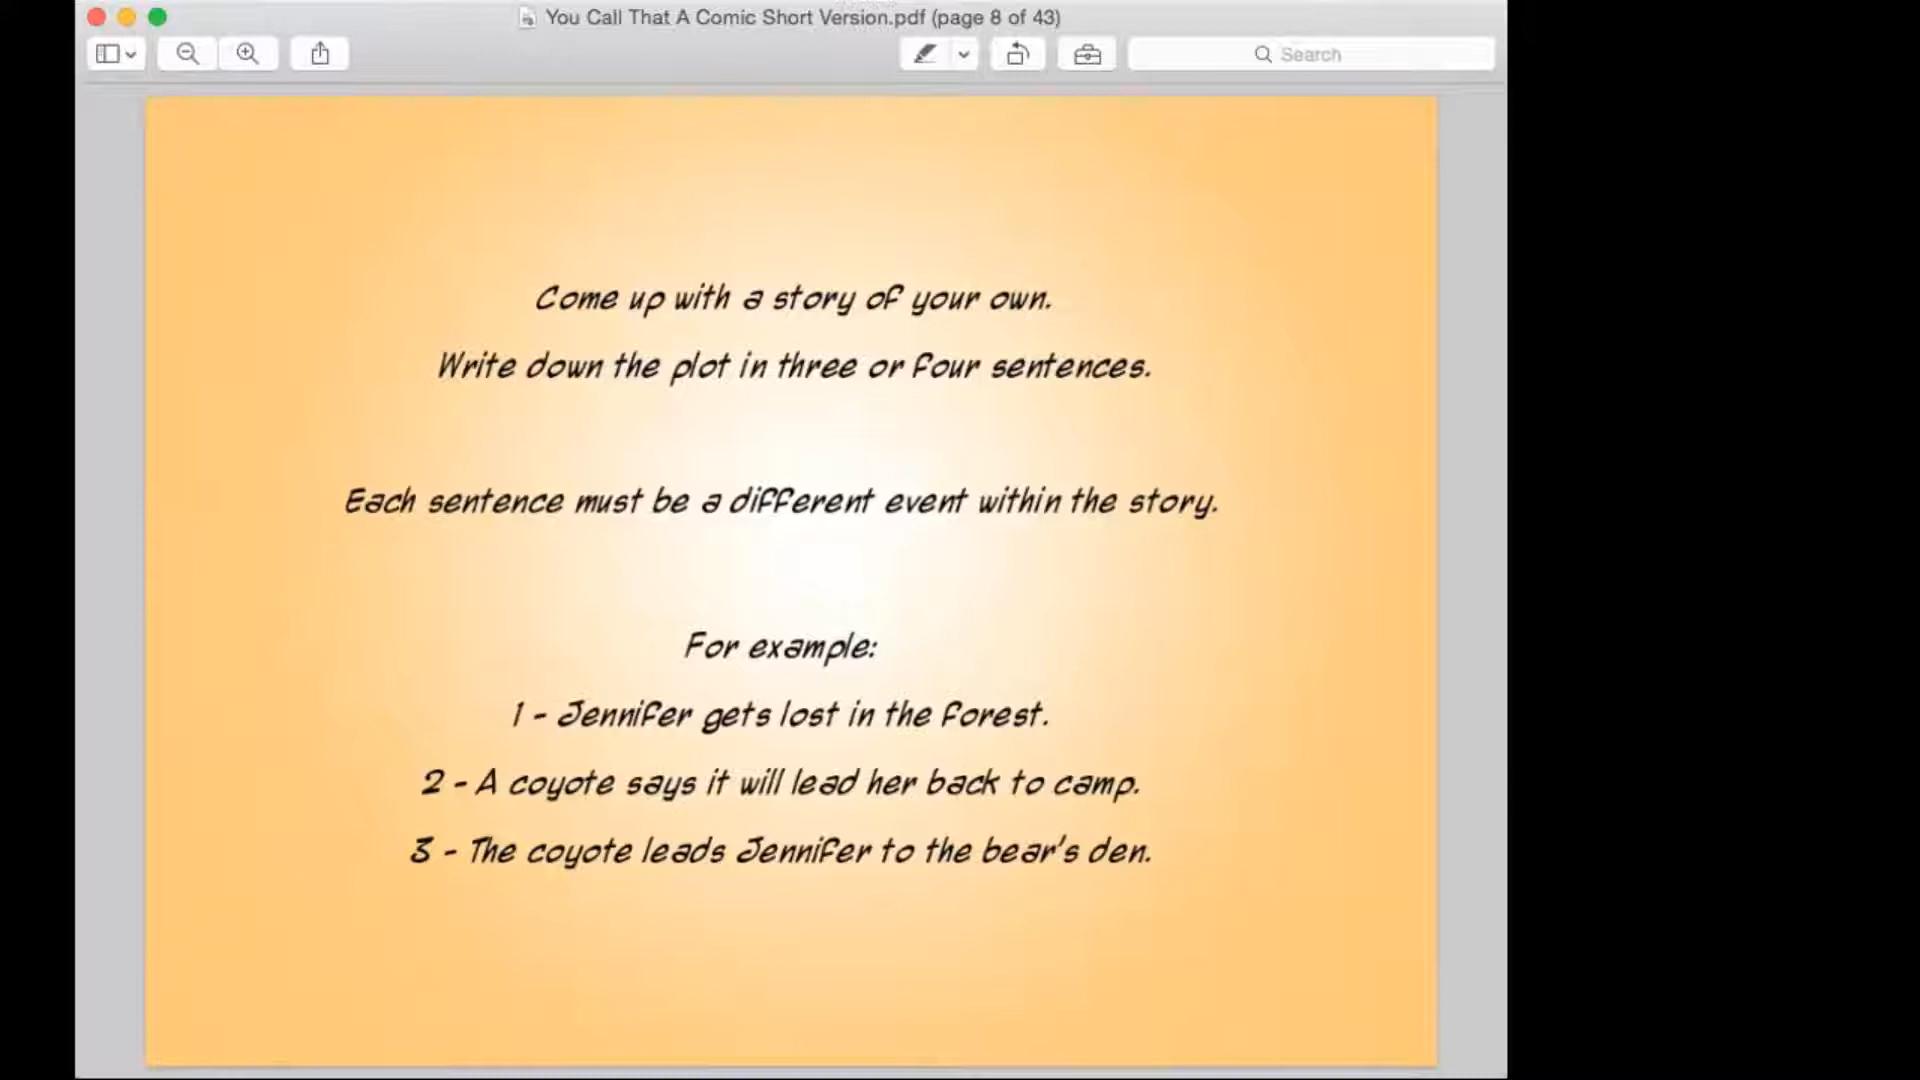 You Call That A Comic Short Version.pdf (page 8 of 43)
Search
Come up with a story of your own.
Write down the plot in three or four sentences.
Each sentence must be a different event within the story.
For example:
1 - Jennifer gets lost in the forest.
2 - A coyote says it will lead her back to camp.
3 - The coyote leads Jennifer to the bear's den.